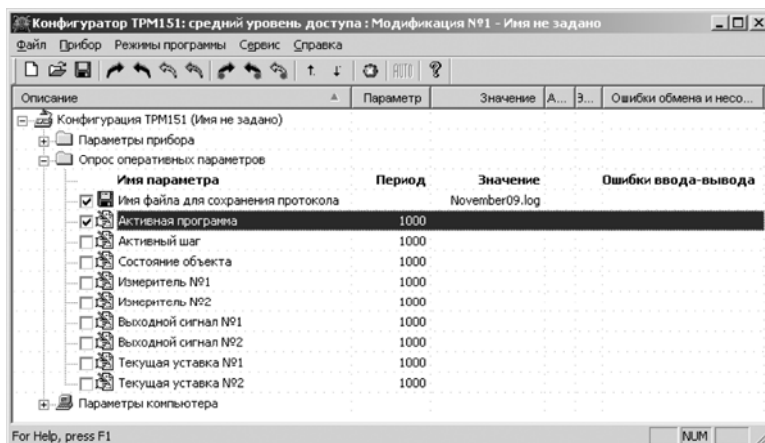 Конфигуратор ТРМ151: средний уровень доступа : Модификация №1 - Имя не задано
Файл Прибор Режимы программы Сервис Справка
AUTO
Описание Параметр Значение А... З... Ошибки обмена и несо...
Конфигурация ТРМ151 (Имя не задано)
Параметры прибора
Опрос оперативных параметров
Имя параметра Период Значение Ошибки ввода-вывода
Имя файла для сохранения протокола November09.log
Активная программа 1000
Активный шаг 1000
Состояние объекта 1000
Измеритель №1 1000
Измеритель №2 1000
Выходной сигнал №1 1000
Выходной сигнал №2 1000
Текущая уставка №1 1000
Текущая уставка №2 1000
Параметры компьютера
For Help, press F1 NUM